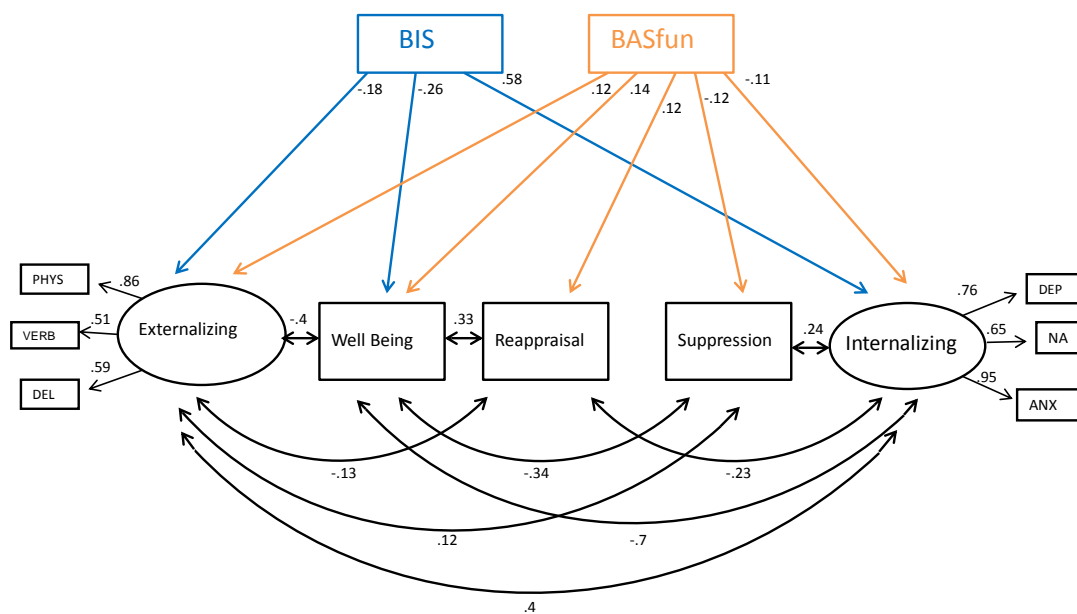 BIS
BASfun
-.18
-.26
.58
.12
.14
.12
-.12
-.11
PHYS
.86
VERB
.51
DEL
.59
Externalizing
-.4
Well Being
.33
Reappraisal
Suppression
.24
Internalizing
.76
DEP
.65
NA
.95
ANX
-.13
-.34
-.23
.12
-.7
.4